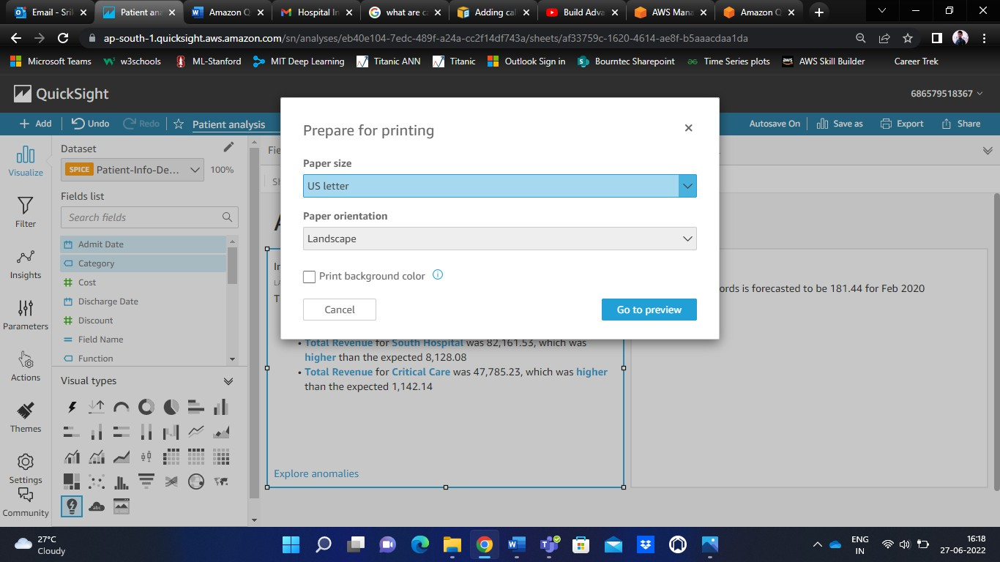 Email - Sril
Patient ana
Amazon Q
Hospital In
what are ca
Adding cal
Build Adva
AWS Mana
Amazon Q
ap-south-1.quicksight.aws.amazon.com/sn/analyses/eb40e104-7edc-489f-a24a-cc2f14df743a/sheets/af33759c-1620-4614-ae8f-b5aaacdaa1da
Microsoft Teams
w3schools
ML-Stanford
MIT Deep Learning
Titanic ANN
Titanic
Outlook Sign in
Bourntec Sharepoint
Time Series plots
AWS Skill Builder
Career Trek
QuickSight
686579518367
Add
Undo
Redo
Patient analysis
Autosave On
Save as
Export
Share
Visualize
Filter
Insights
Parameters
Actions
Themes
Settings
Community
Dataset
SPICE Patient-Info-De... 100%
Fields list
Search fields
Admit Date
Category
Cost
Discharge Date
Discount
Field Name
Function
Visual types
Fie
Prepare for printing
Paper size
US letter
Paper orientation
Landscape
Print background color
Cancel
Go to preview
ords is forecasted to be 181.44 for Feb 2020
• Total Revenue for South Hospital was 82,161.53, which was
higher than the expected 8,128.08
• Total Revenue for Critical Care was 47,785.23, which was higher
than the expected 1,142.14
Explore anomalies
27°C
Cloudy
ENG
IN
16:18
27-06-2022